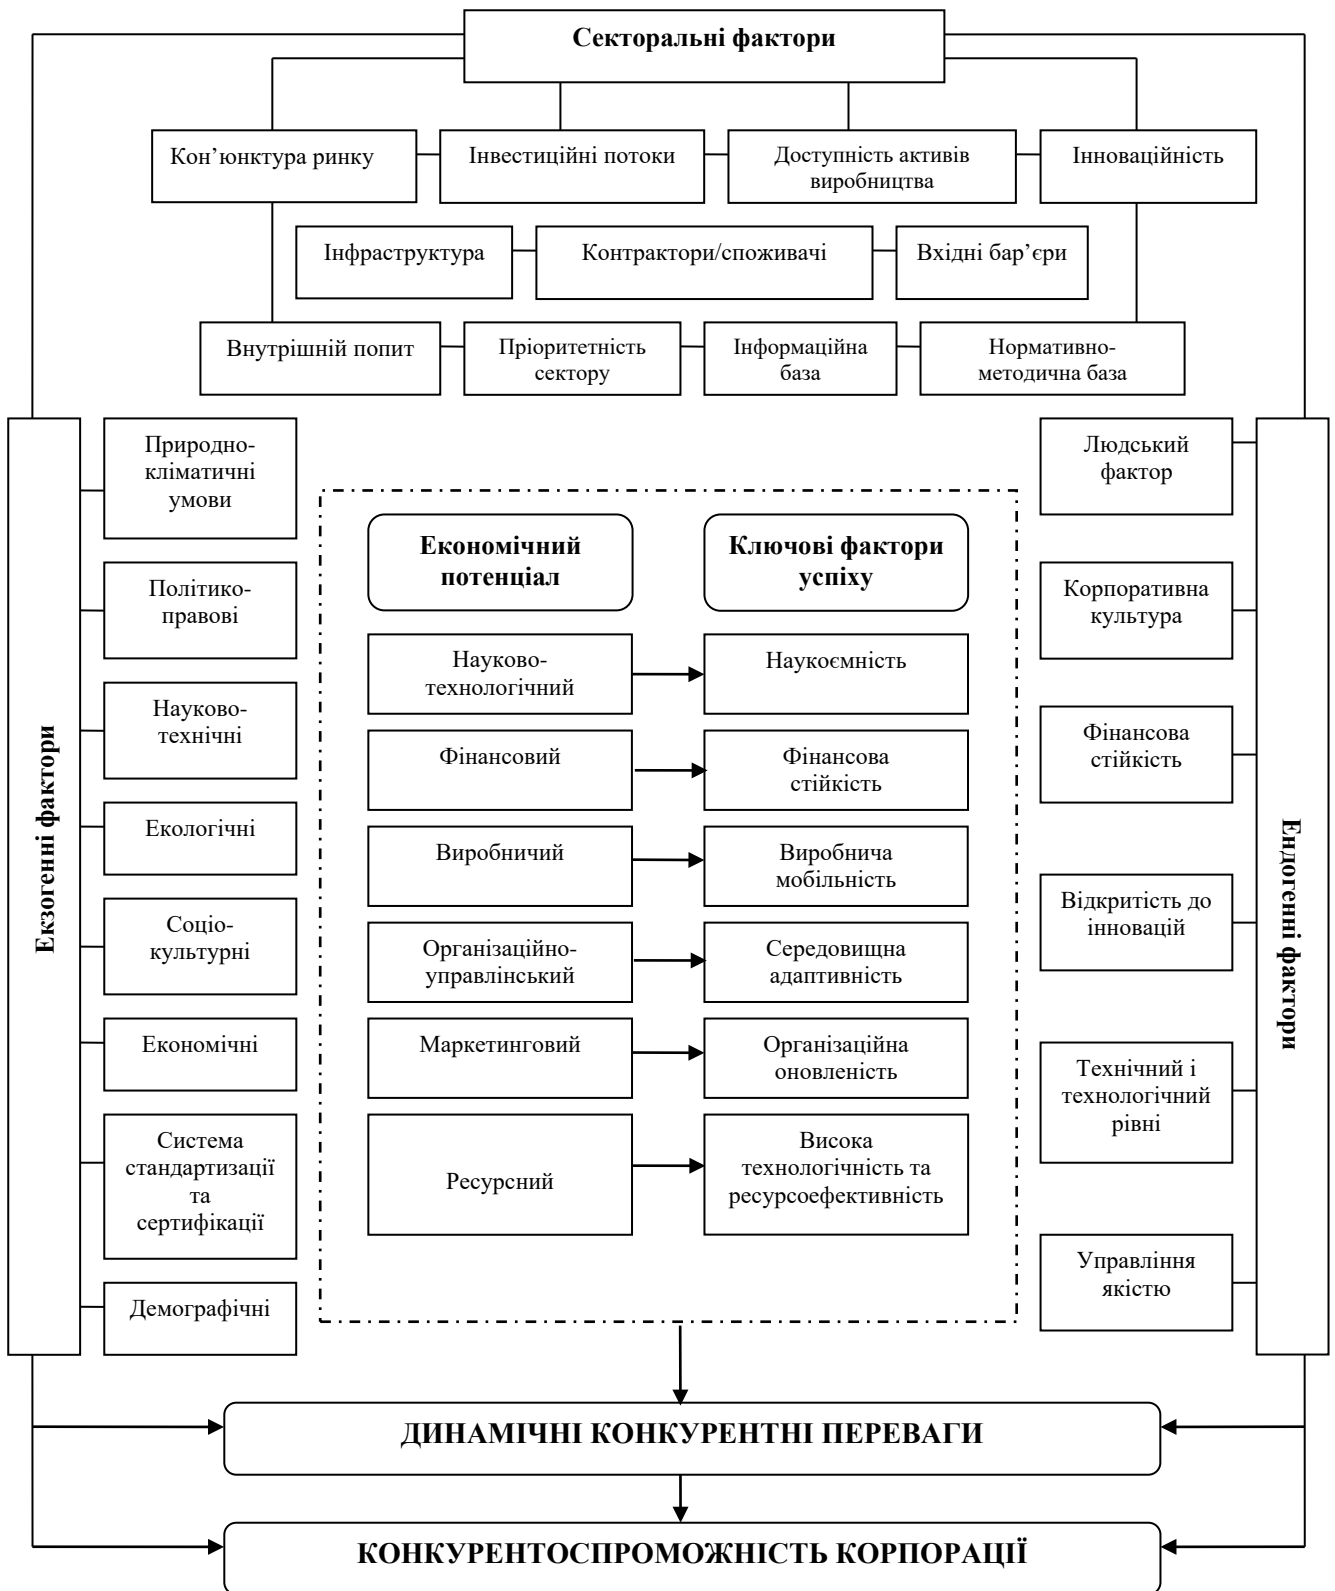 Секторальні фактори
Кон’юнктура ринку
Інвестиційні потоки
Доступність активів
виробництва
Інноваційність
Інфраструктура
Контрактори/споживачі
Вхідні бар’єри
Внутрішній попит
Пріоритетність
сектору
Інформаційна
база
Нормативно-
методична база
Екзогенні фактори
Природно-
кліматичні
умови
Політико-
правові
Науково-
технічні
Екологічні
Соціо-
культурні
Економічні
Система
стандартизації
та
сертифікації
Демографічні
Економічний
потенціал
Ключові фактори
успіху
Науково-
технологічний
Наукоємність
Фінансовий
Фінансова
стійкість
Виробничий
Виробнича
мобільність
Організаційно-
управлінський
Середовищна
адаптивність
Маркетинговий
Організаційна
оновленість
Ресурсний
Висока
технологічність та
ресурсоефективність
Людський
фактор
Корпоративна
культура
Фінансова
стійкість
Відкритість до
інновацій
Технічний і
технологічний
рівні
Управління
якістю
Ендогенні фактори
ДИНАМІЧНІ КОНКУРЕНТНІ ПЕРЕВАГИ
КОНКУРЕНТОСПРОМОЖНІСТЬ КОРПОРАЦІЇ